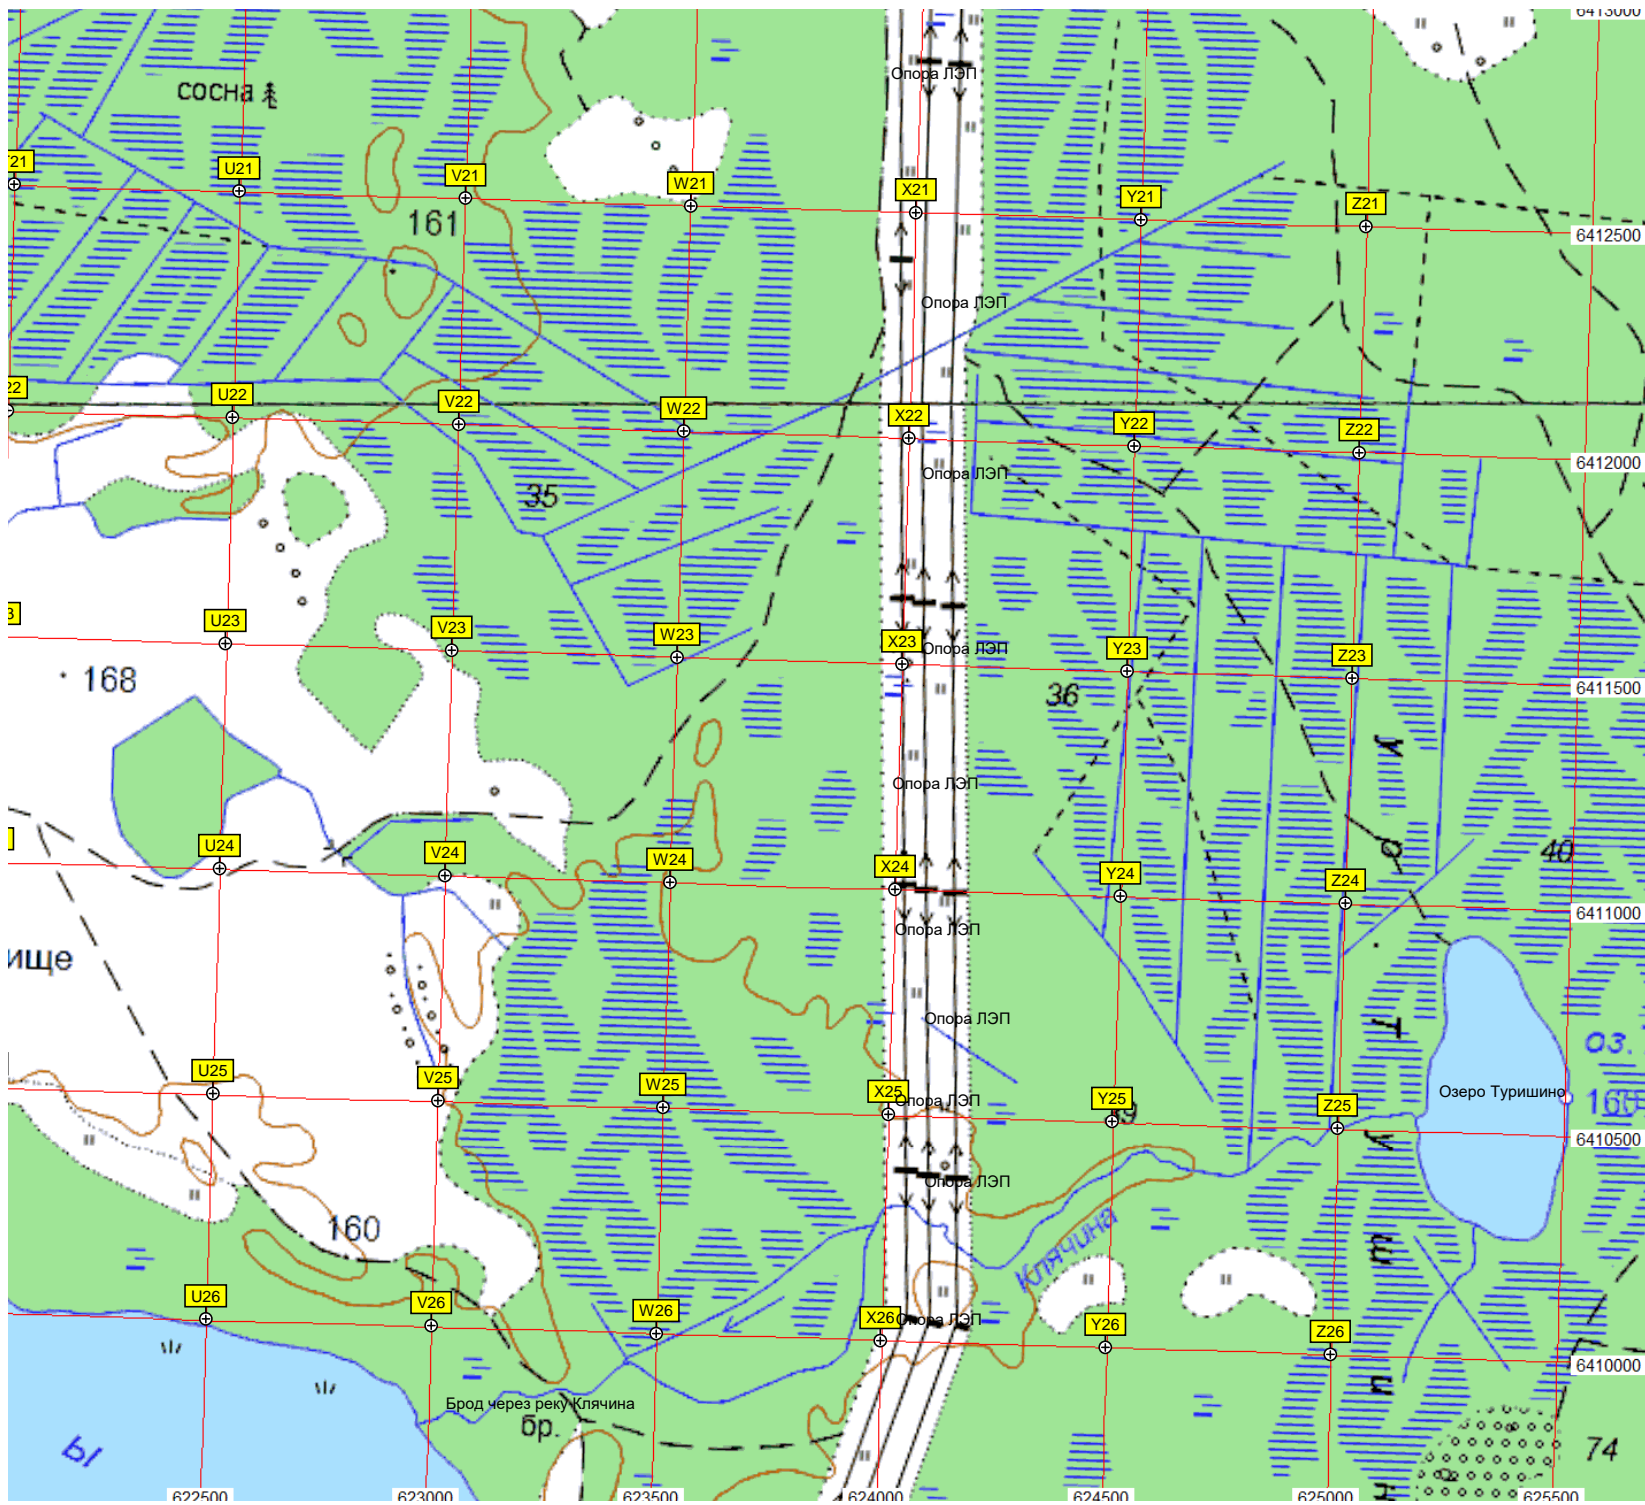 6413000
Опора ЛЭП
сосна
T21
U21
V21
W21
X21
Y21
Z21
161
6412500
Опора ЛЭП
22
U22
V22
W22
X22
Y22
Z22
6412000
Опора ЛЭП
35
U23
V23
W23
X23
Y23
Z23
Опора ЛЭП
168
36
6411500
У
Опора ЛЭП
U24
V24
W24
X24
Y24
Z24
о
40
6411000
Опора ЛЭП
ище
Опора ЛЭП
Т
оз.
U25
V25
W25
X25
Y25
Z25
Опора ЛЭП
Озеро Туришино
160
6410500
у
Опора ЛЭП
160
Клячина
ш
U26
V26
W26
X26
Y26
Z26
Опора ЛЭП
6410000
и
Брод через реку Клячина
бр.
ы
74
н
622500
623000
623500
624000
624500
625000
625500